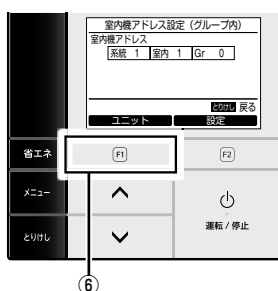 室内機アドレス設定（グループ内）
室内機アドレス
系統 1 室内 1 Gr 0
とりけし 戻る
ユニット 設定
省エネ F1 F2
メニュー
運転 / 停止
とりけし
⑥